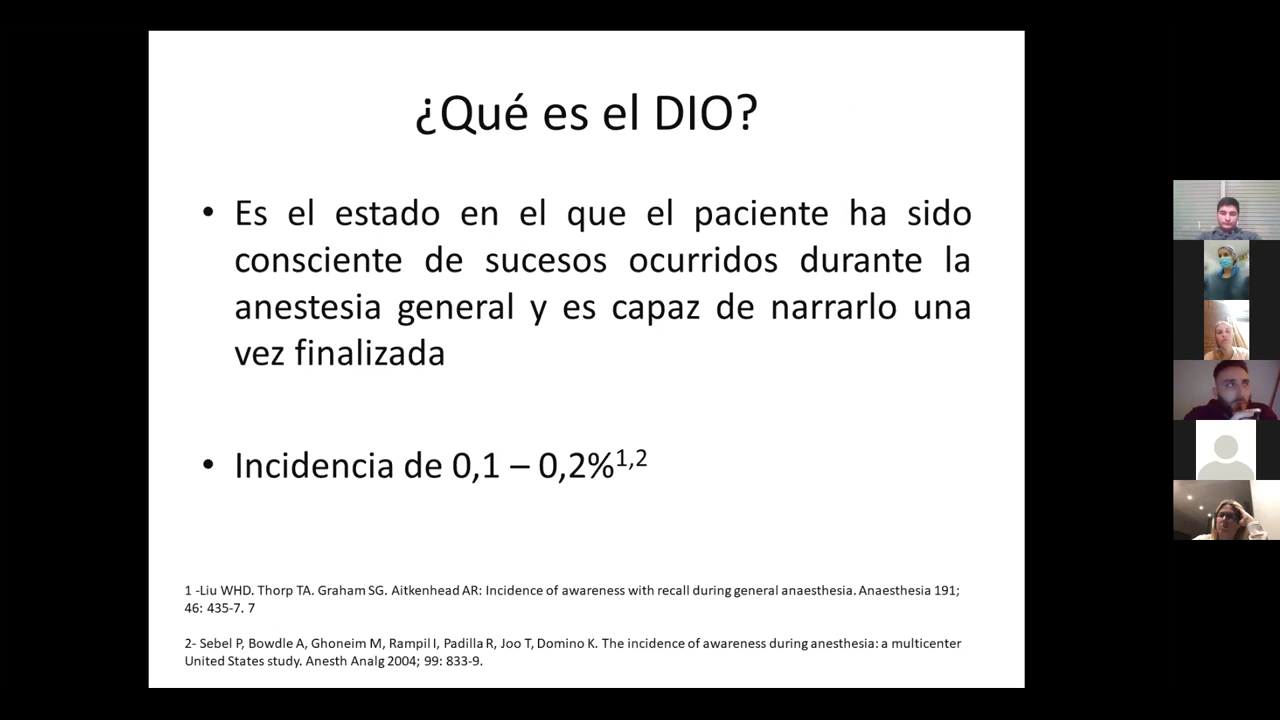 ¿Qué es el DIO?
• Es el estado en el que el paciente ha sido
consciente de sucesos ocurridos durante la
anestesia general y es capaz de narrarlo una
vez finalizada
• Incidencia de 0,1 – 0,2%1,2
1 -Liu WHD. Thorp TA. Graham SG. Aitkenhead AR: Incidence of awareness with recall during general anaesthesia. Anaesthesia 191;
46: 435-7. 7
2- Sebel P, Bowdle A, Ghoneim M, Rampil I, Padilla R, Joo T, Domino K. The incidence of awareness during anesthesia: a multicenter
United States study. Anesth Analg 2004; 99: 833-9.